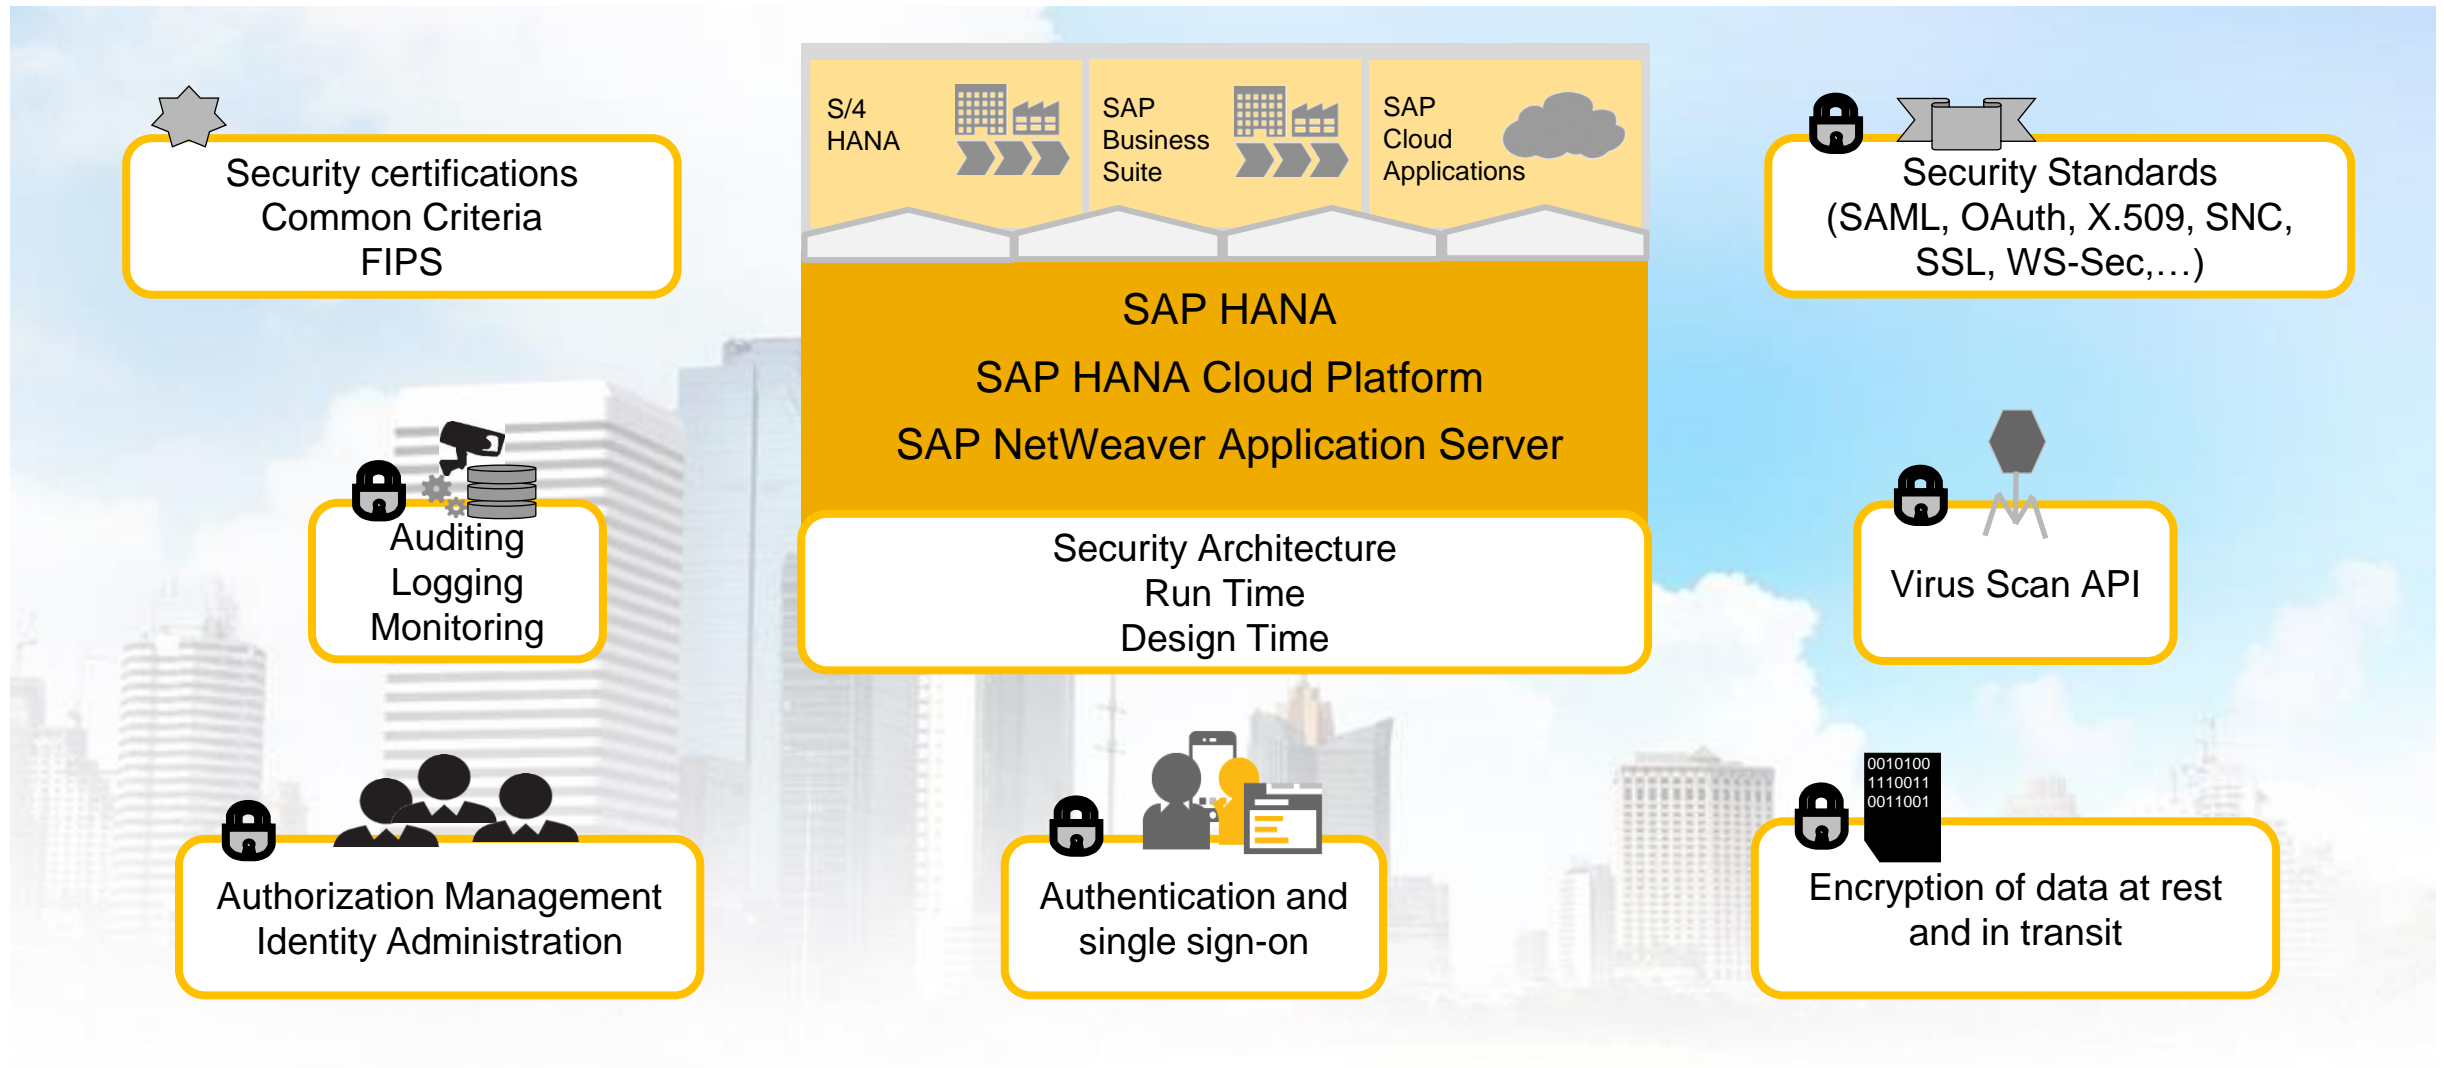 S/4
HANA
SAP
Business
Suite
SAP
Cloud
Applications
Security certifications
Common Criteria
FIPS
Security Standards
(SAML, OAuth, X.509, SNC,
SSL, WS-Sec,…)
SAP HANA
SAP HANA Cloud Platform
SAP NetWeaver Application Server
Auditing
Logging
Monitoring
Security Architecture
Run Time
Design Time
Virus Scan API
Authorization Management
Identity Administration
Authentication and
single sign-on
0010100
1110011
0011001
Encryption of data at rest
and in transit